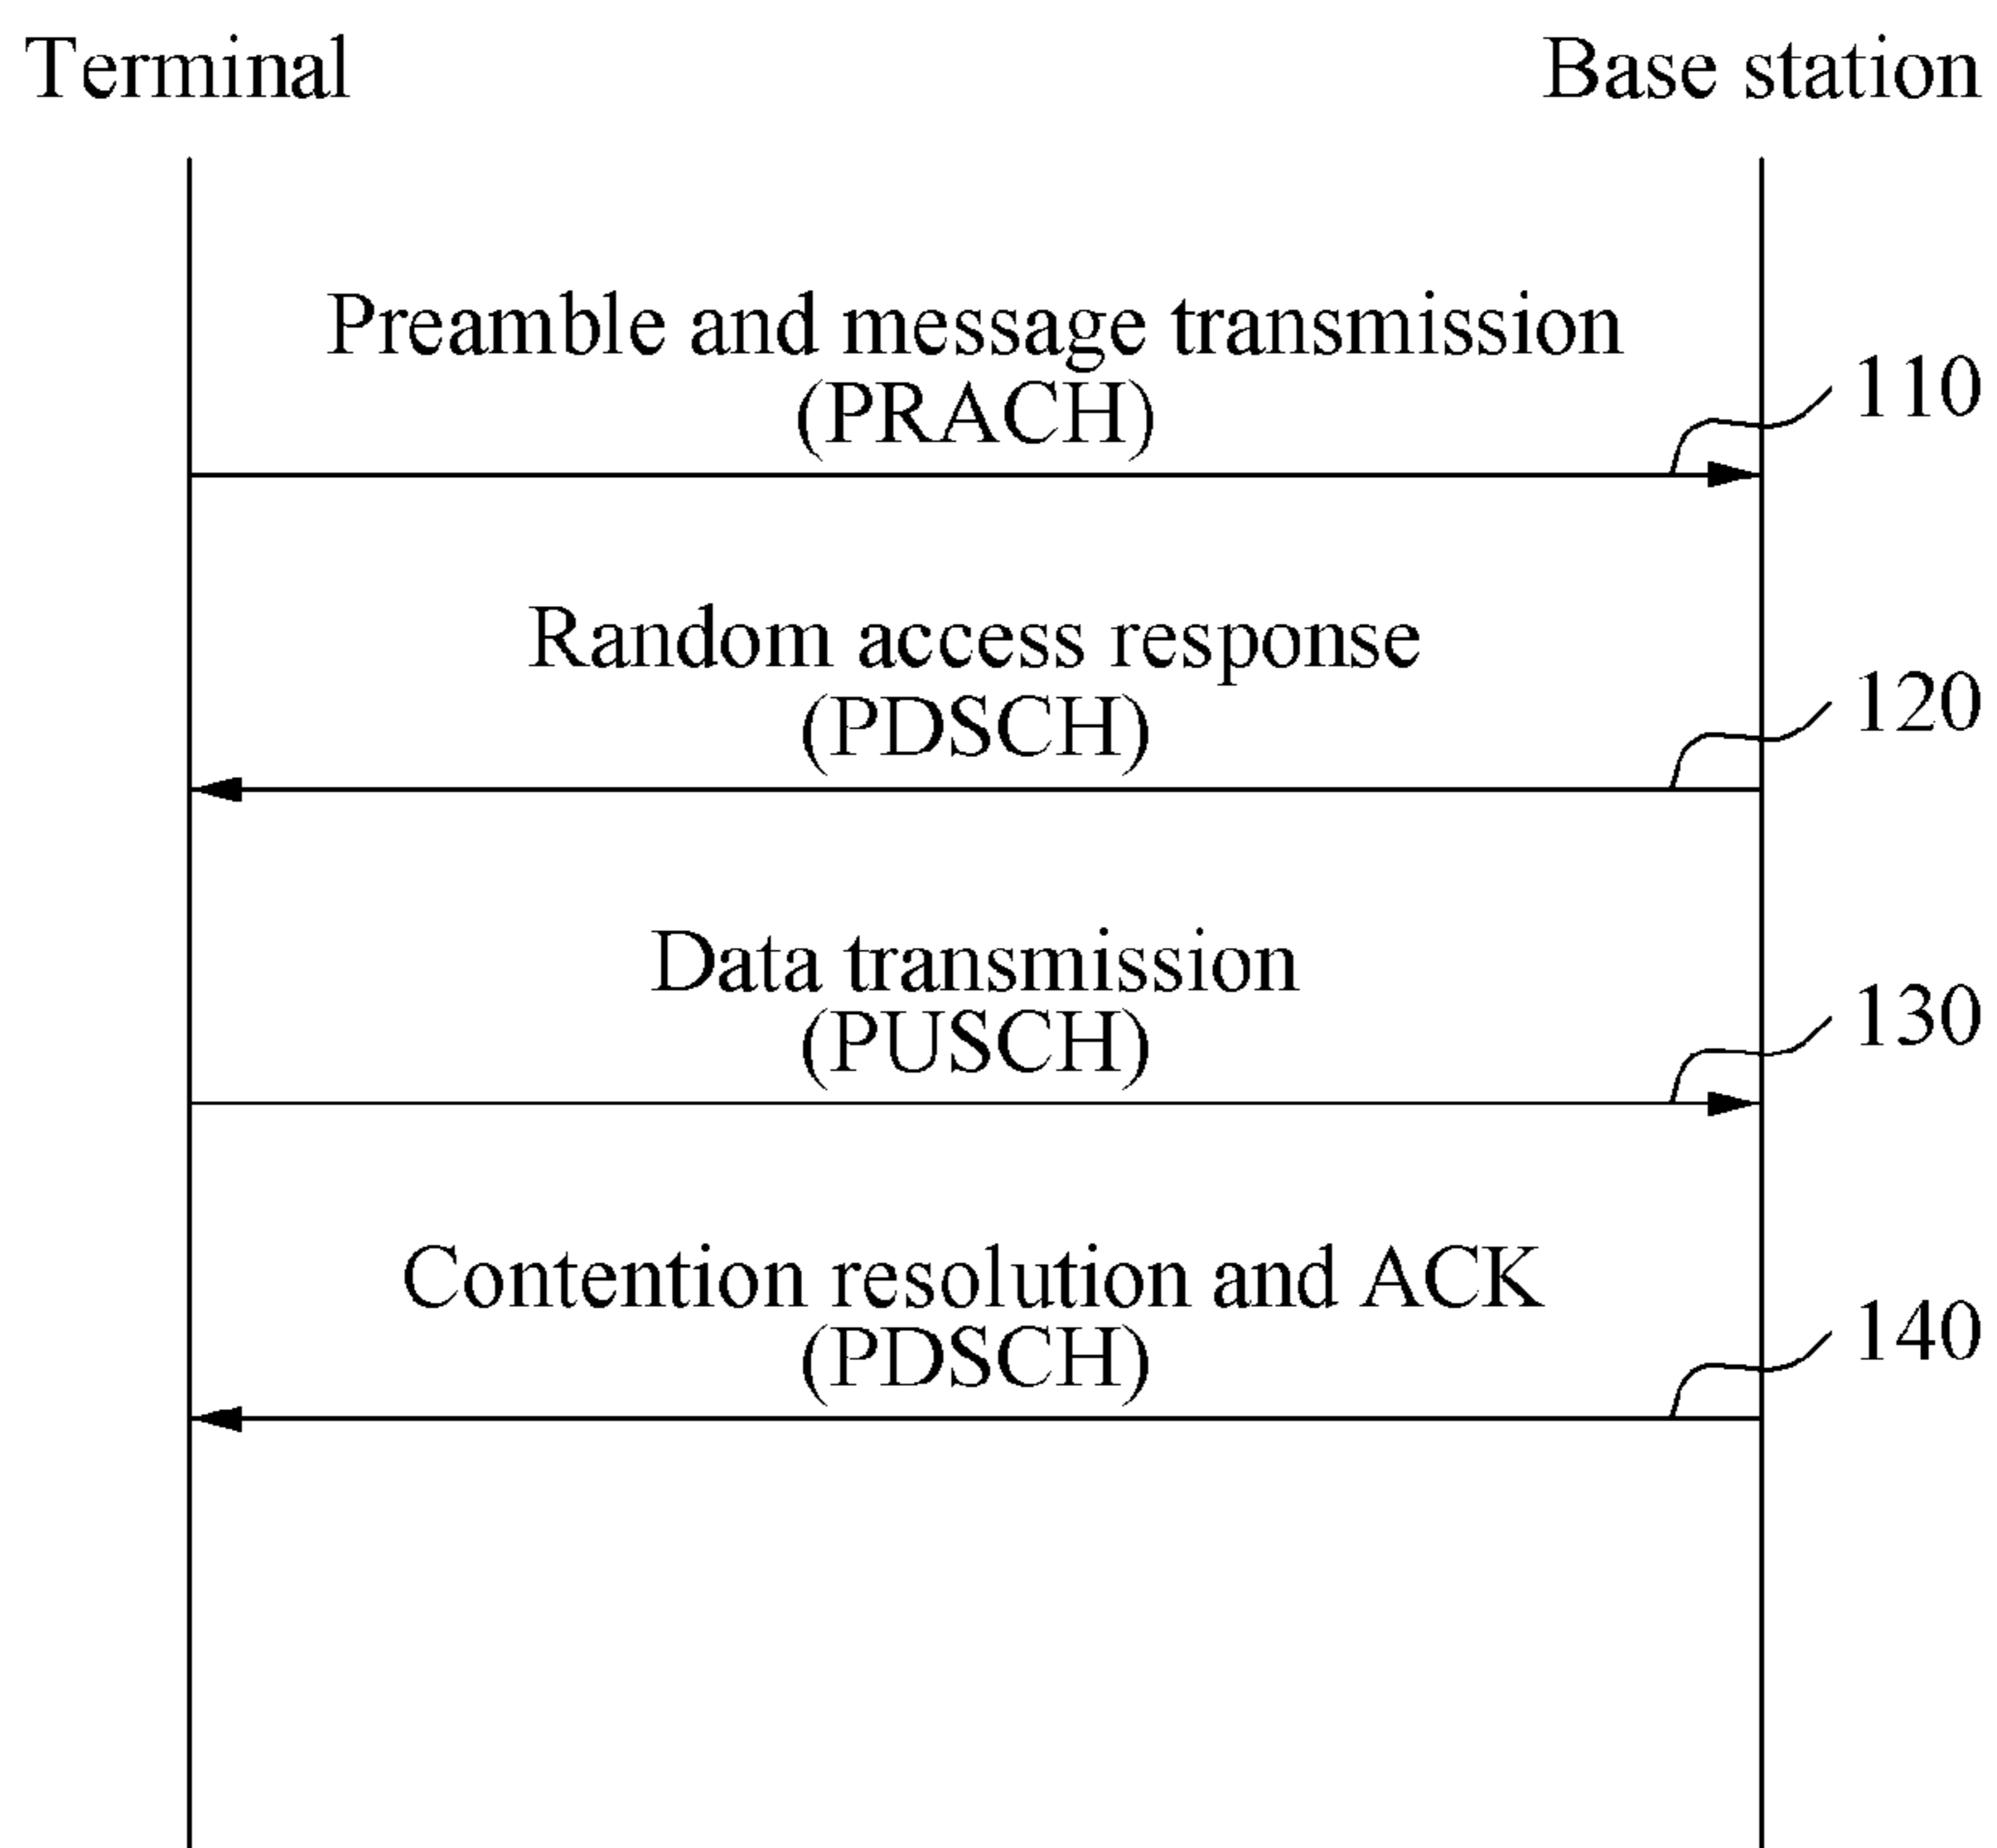 Terminal
Base station
Preamble and message transmission
(PRACH)
110
Random access response
(PDSCH)
120
Data transmission
(PUSCH)
130
Contention resolution and ACK
(PDSCH)
140